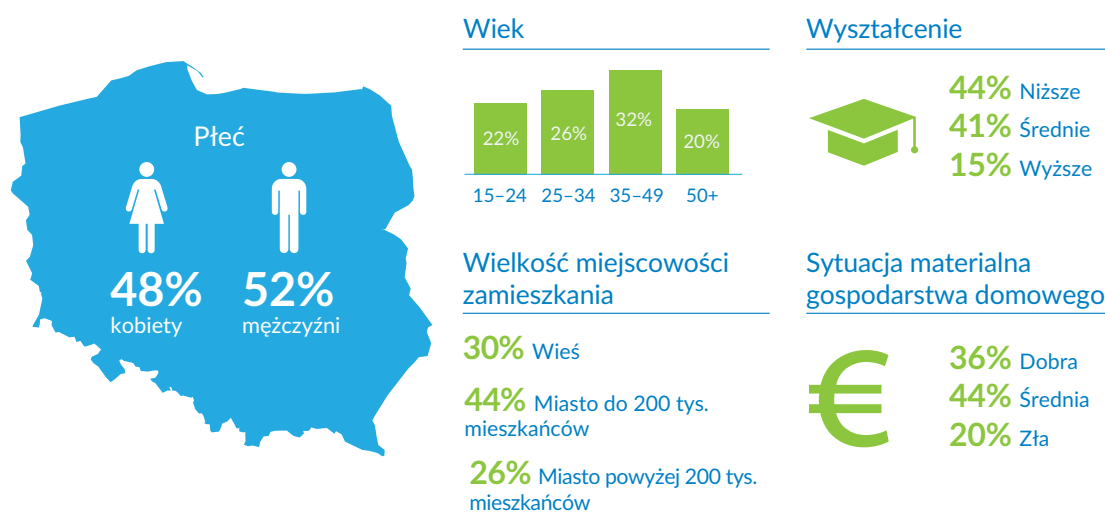 Płeć
48%
kobiety
52%
mężczyźni
Wiek
22%
26%
32%
20%
15–24
25–34
35–49
50+
Wyształcenie
44% Niższe
41% Średnie
15% Wyższe
Wielkość miejscowości
zamieszkania
30% Wieś
44% Miasto do 200 tys.
mieszkańców
26% Miasto powyżej 200 tys.
mieszkańców
Sytuacja materialna
gospodarstwa domowego
€
36% Dobra
44% Średnia
20% Zła